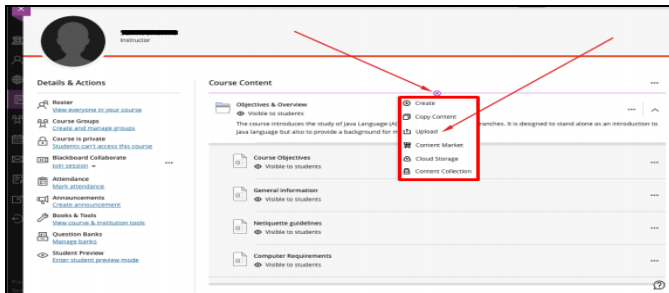 Instructor
Details & Actions
Roster
View everyone in your course
Course Groups
Create and manage groups
Course is private
Students can't access this course
Blackboard Collaborate
Join session
Attendance
Mark attendance
Announcements
Create announcement
Books & Tools
View course & institution tools
Question Banks
Manage banks
Student Preview
Enter student preview mode
Course Content
Objectives & Overview
Visible to students
The course introduces the study of Java Language (A ranches. It is designed to stand alone as an introduction to
Java language but also to provide a background for m
Create
Copy Content
Upload
Content Market
Cloud Storage
Content Collection
Course Objectives
Visible to students
General Information
Visible to students
Netiquette guidelines
Visible to students
Computer Requirements
Visible to students